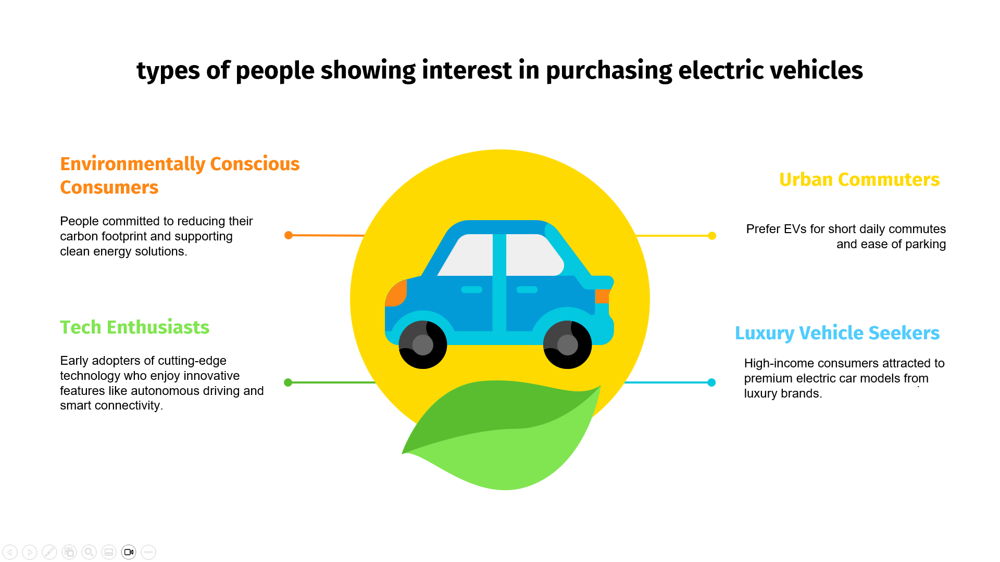 types of people showing interest in purchasing electric vehicles
Environmentally Conscious
Consumers
People committed to reducing their
carbon footprint and supporting
clean energy solutions.
Tech Enthusiasts
Early adopters of cutting-edge
technology who enjoy innovative
features like autonomous driving and
smart connectivity.
Urban Commuters
Prefer EVs for short daily commutes
and ease of parking
Luxury Vehicle Seekers
High-income consumers attracted to
premium electric car models from
luxury brands.